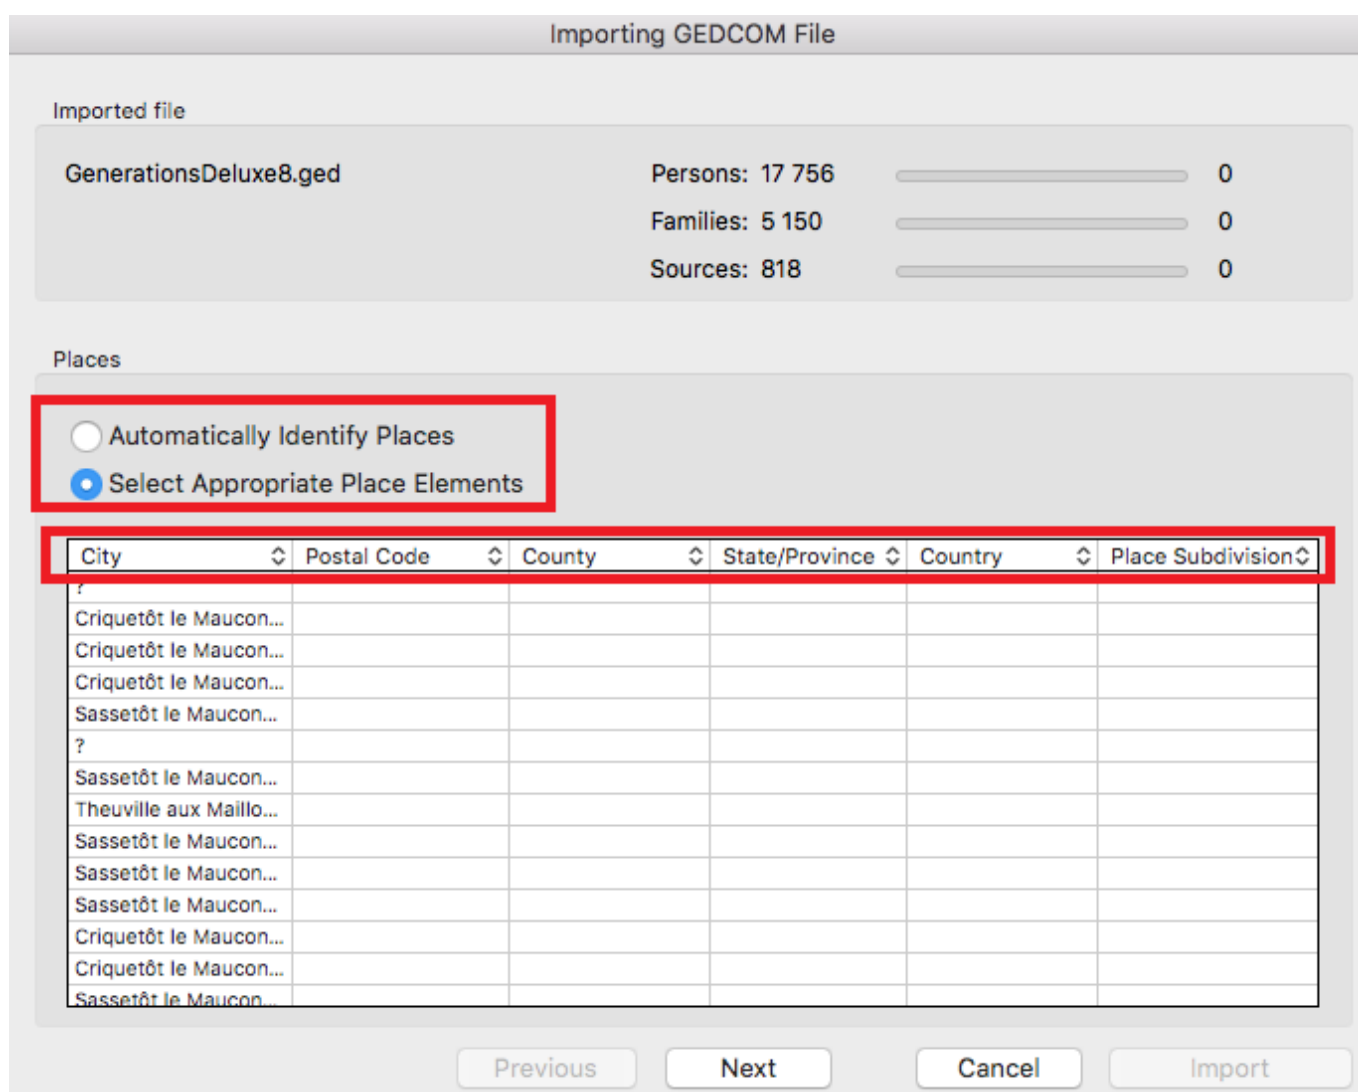 Importing GEDCOM File
Imported file
GenerationsDeluxe8.ged
Persons: 17 756 0
Families: 5 150 0
Sources: 818 0
Places
Automatically Identify Places
Select Appropriate Place Elements
City Postal Code County State/Province Country Place Subdivision
?
Criquetôt le Maucon...
Criquetôt le Maucon...
Criquetôt le Maucon...
Sassetôt le Maucon...
?
Sassetôt le Maucon...
Theuville aux Maillo...
Sassetôt le Maucon...
Sassetôt le Maucon...
Sassetôt le Maucon...
Criquetôt le Maucon...
Criquetôt le Maucon...
Sassetôt le Maucon...
Previous Next Cancel Import